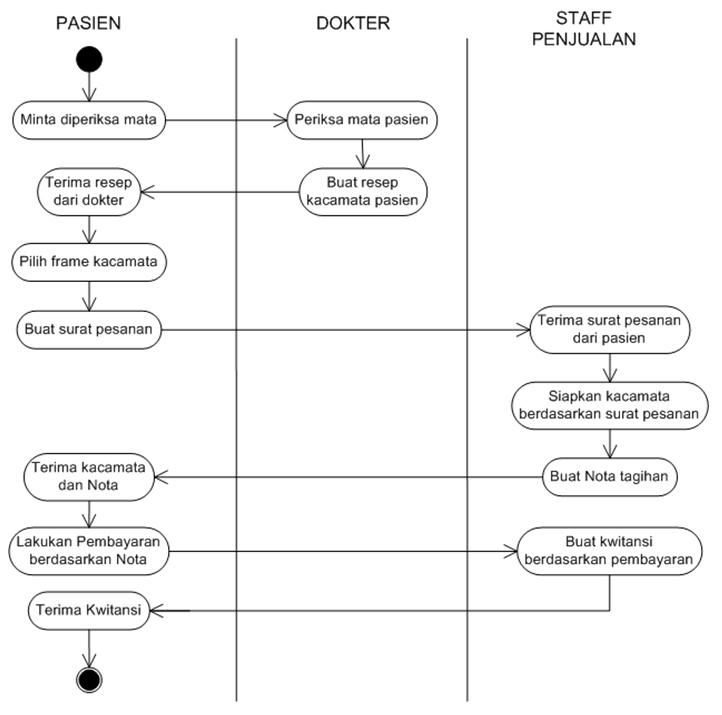 PASIEN
DOKTER
STAFF
PENJUALAN
Minta diperiksa mata
Periksa mata pasien
Terima resep
dari dokter
Buat resep
kacamata pasien
Pilih frame kacamata
Buat surat pesanan
Terima surat pesanan
dari pasien
Siapkan kacamata
berdasarkan surat pesanan
Terima kacamata
dan Nota
Buat Nota tagihan
Lakukan Pembayaran
berdasarkan Nota
Buat kwitansi
berdasarkan pembayaran
Terima Kwitansi